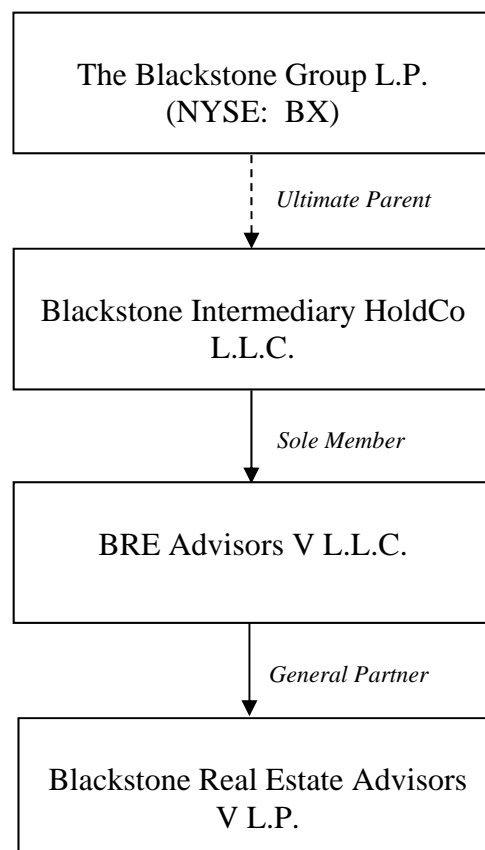 The Blackstone Group L.P.
(NYSE: BX)
Ultimate Parent
Blackstone Intermediary HoldCo
L.L.C.
Sole Member
BRE Advisors V L.L.C.
General Partner
Blackstone Real Estate Advisors
V L.P.